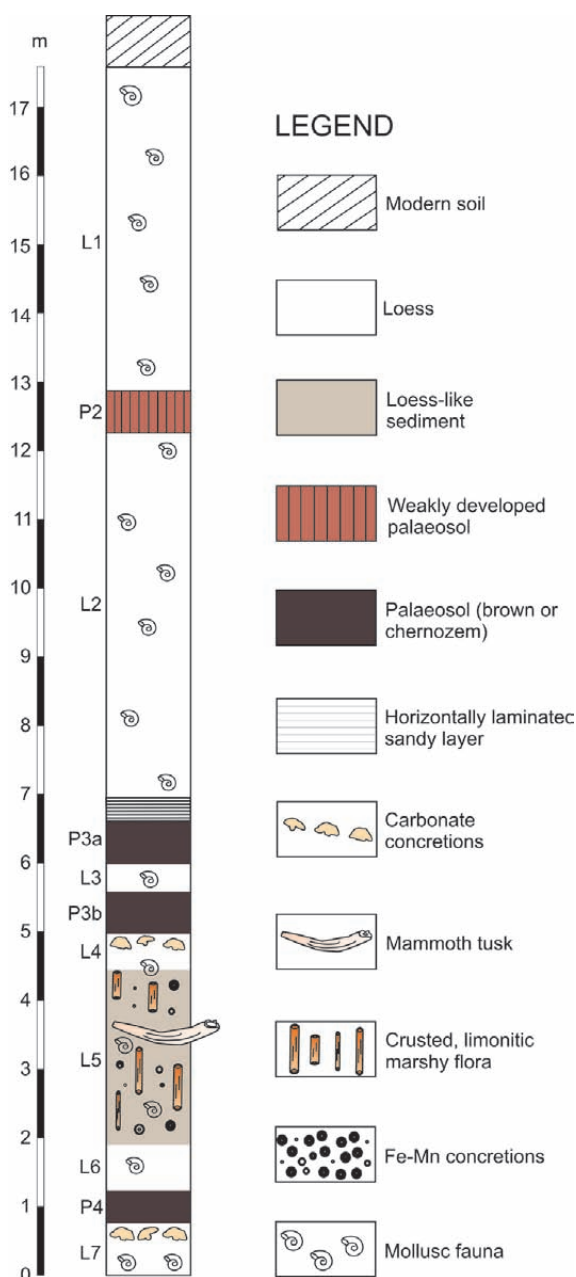 m
17
16
15
14
13
12
11
10
9
8
7
6
5
4
3
2
1
0
L1
P2
L2
P3a
L3
P3b
L4
L5
L6
P4
L7
LEGEND
Modern soil
Loess
Loess-like
sediment
Weakly developed
palaeosol
Palaeosol (brown or
chernozem)
Horizontally laminated
sandy layer
Carbonate
concretions
Mammoth tusk
Crusted, limonitic
marshy flora
Fe-Mn concretions
Mollusc fauna